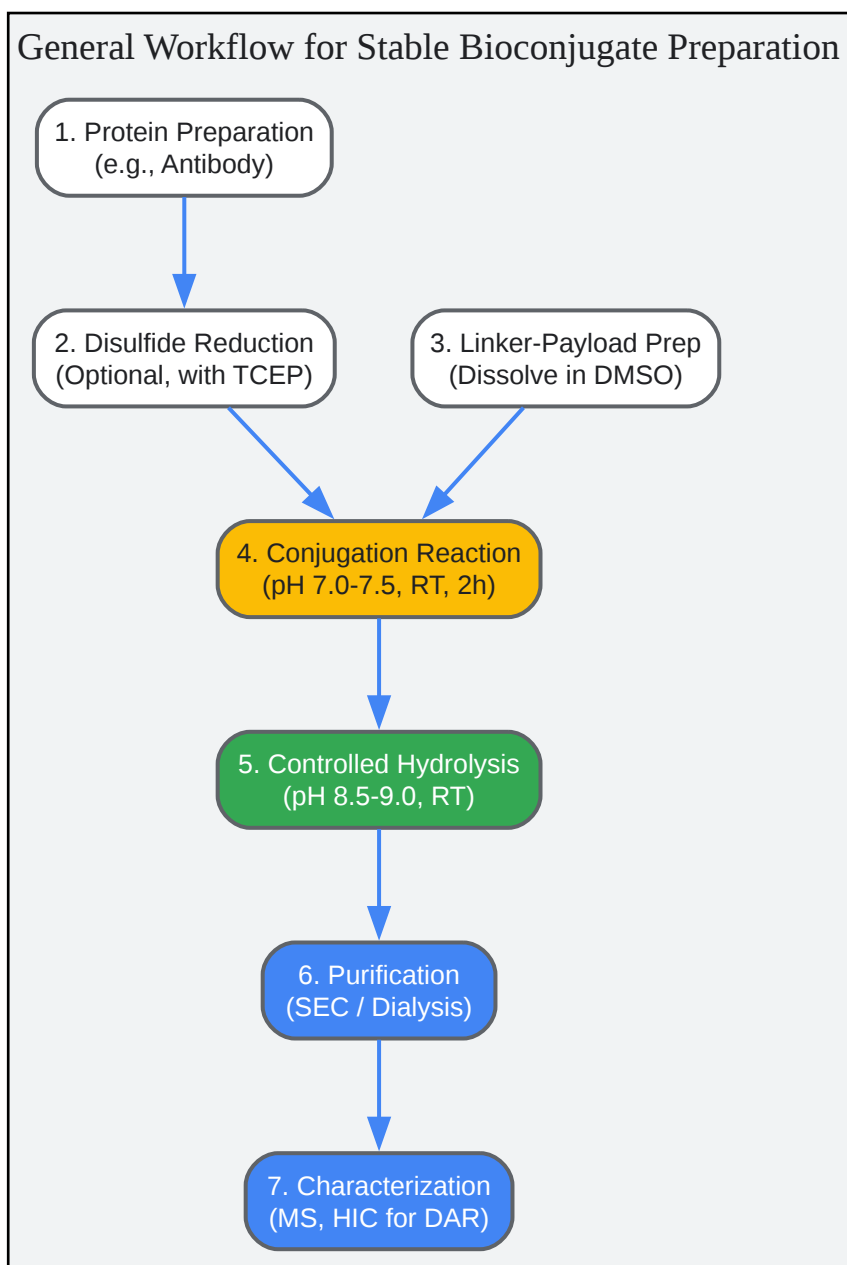 General Workflow for Stable Bioconjugate Preparation
1. Protein Preparation
(e.g., Antibody)
2. Disulfide Reduction
(Optional, with TCEP)
3. Linker-Payload Prep
(Dissolve in DMSO)
4. Conjugation Reaction
(pH 7.0-7.5, RT, 2h)
5. Controlled Hydrolysis
(pH 8.5-9.0, RT)
6. Purification
(SEC / Dialysis)
7. Characterization
(MS, HIC for DAR)